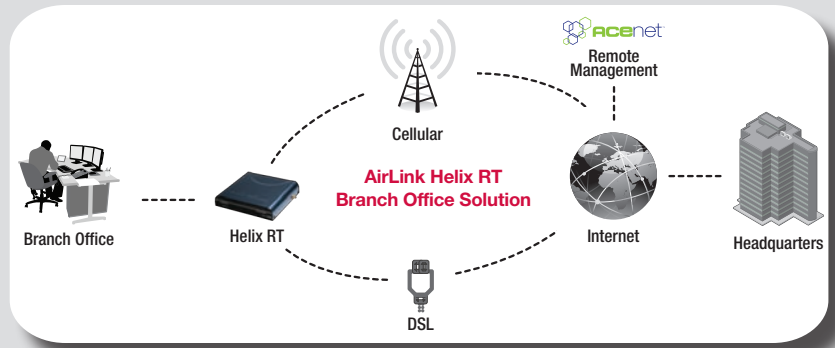 acenet
Remote
Management
Cellular
AirLink Helix RT
Branch Office Solution
Branch Office
Helix RT
Internet
Headquarters
DSL